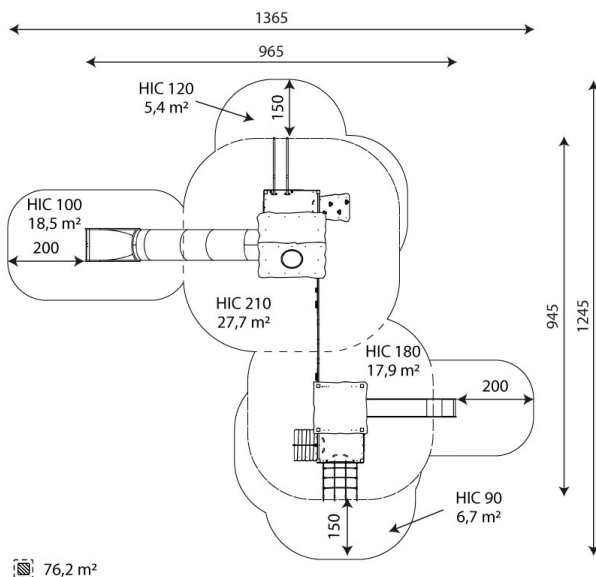 1365
965
HIC 120
5,4 m²
150
HIC 100
18,5 m²
200
HIC 210
27,7 m²
945
1245
HIC 180
17,9 m²
200
HIC 90
6,7 m²
150
76,2 m²